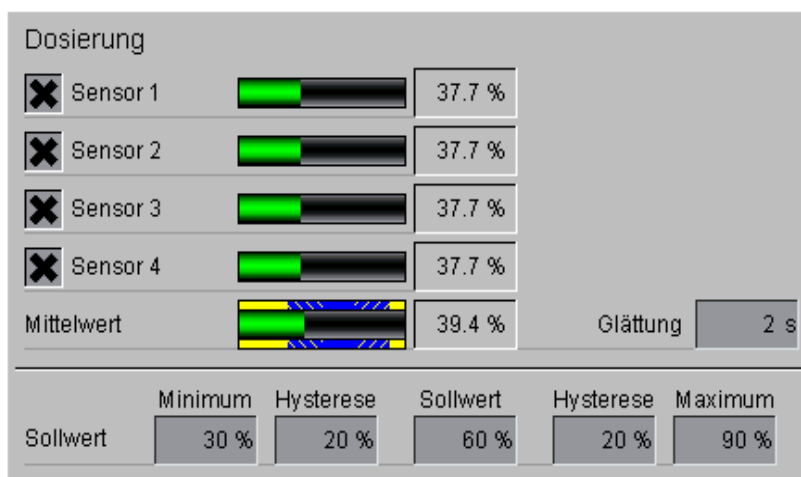 Dosierung
Sensor 1 37.7 %
Sensor 2 37.7 %
Sensor 3 37.7 %
Sensor 4 37.7 %
Mittelwert 39.4 % Glättung 2 s
Minimum Hysterese Sollwert Hysterese Maximum
Sollwert 30 % 20 % 60 % 20 % 90 %